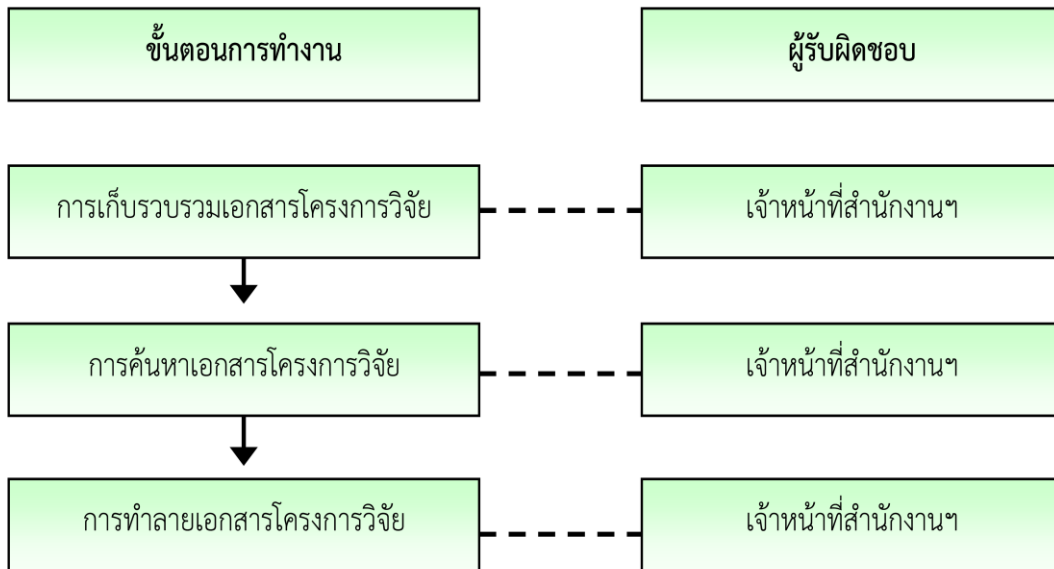 ขั้นตอนการทำงาน
ผู้รับผิดชอบ
การเก็บรวบรวมเอกสารโครงการวิจัย
เจ้าหน้าที่สำนักงานฯ
การค้นหาเอกสารโครงการวิจัย
เจ้าหน้าที่สำนักงานฯ
การทำลายเอกสารโครงการวิจัย
เจ้าหน้าที่สำนักงานฯ